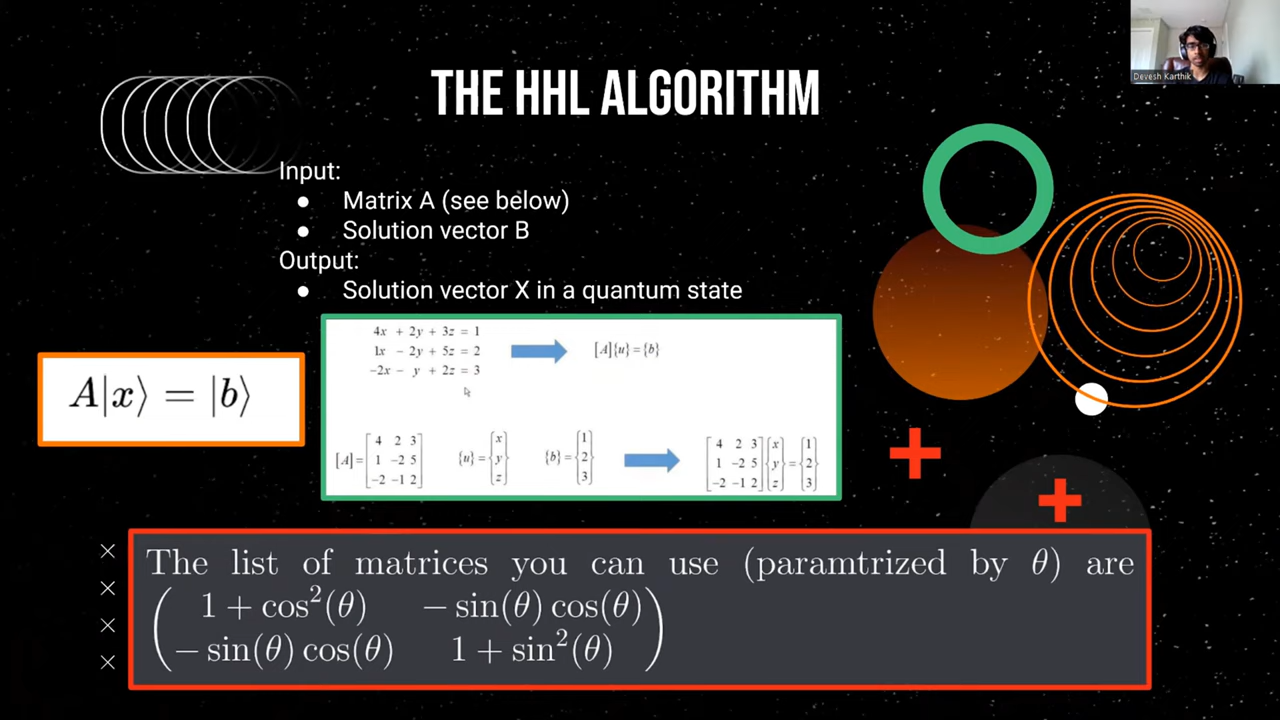 Devesh Karthik
THE HHL ALGORITHM
Input:
● Matrix A (see below)
● Solution vector B
Output:
● Solution vector X in a quantum state
4x + 2y + 3z = 1
1x − 2y + 5z = 2
−2x − y + 2z = 3
[A]{u}={b}
A|x⟩ = |b⟩
[A]= [4 2 3
1 −2 5
−2 −1 2]
{u}= {x
y
z}
{b}= {1
2
3}
[4 2 3
1 −2 5
−2 −1 2] {x
y
z} = {1
2
3}
The list of matrices you can use (paramtrized by θ) are
( 1 + cos²(θ) − sin(θ) cos(θ)
− sin(θ) cos(θ) 1 + sin²(θ) )